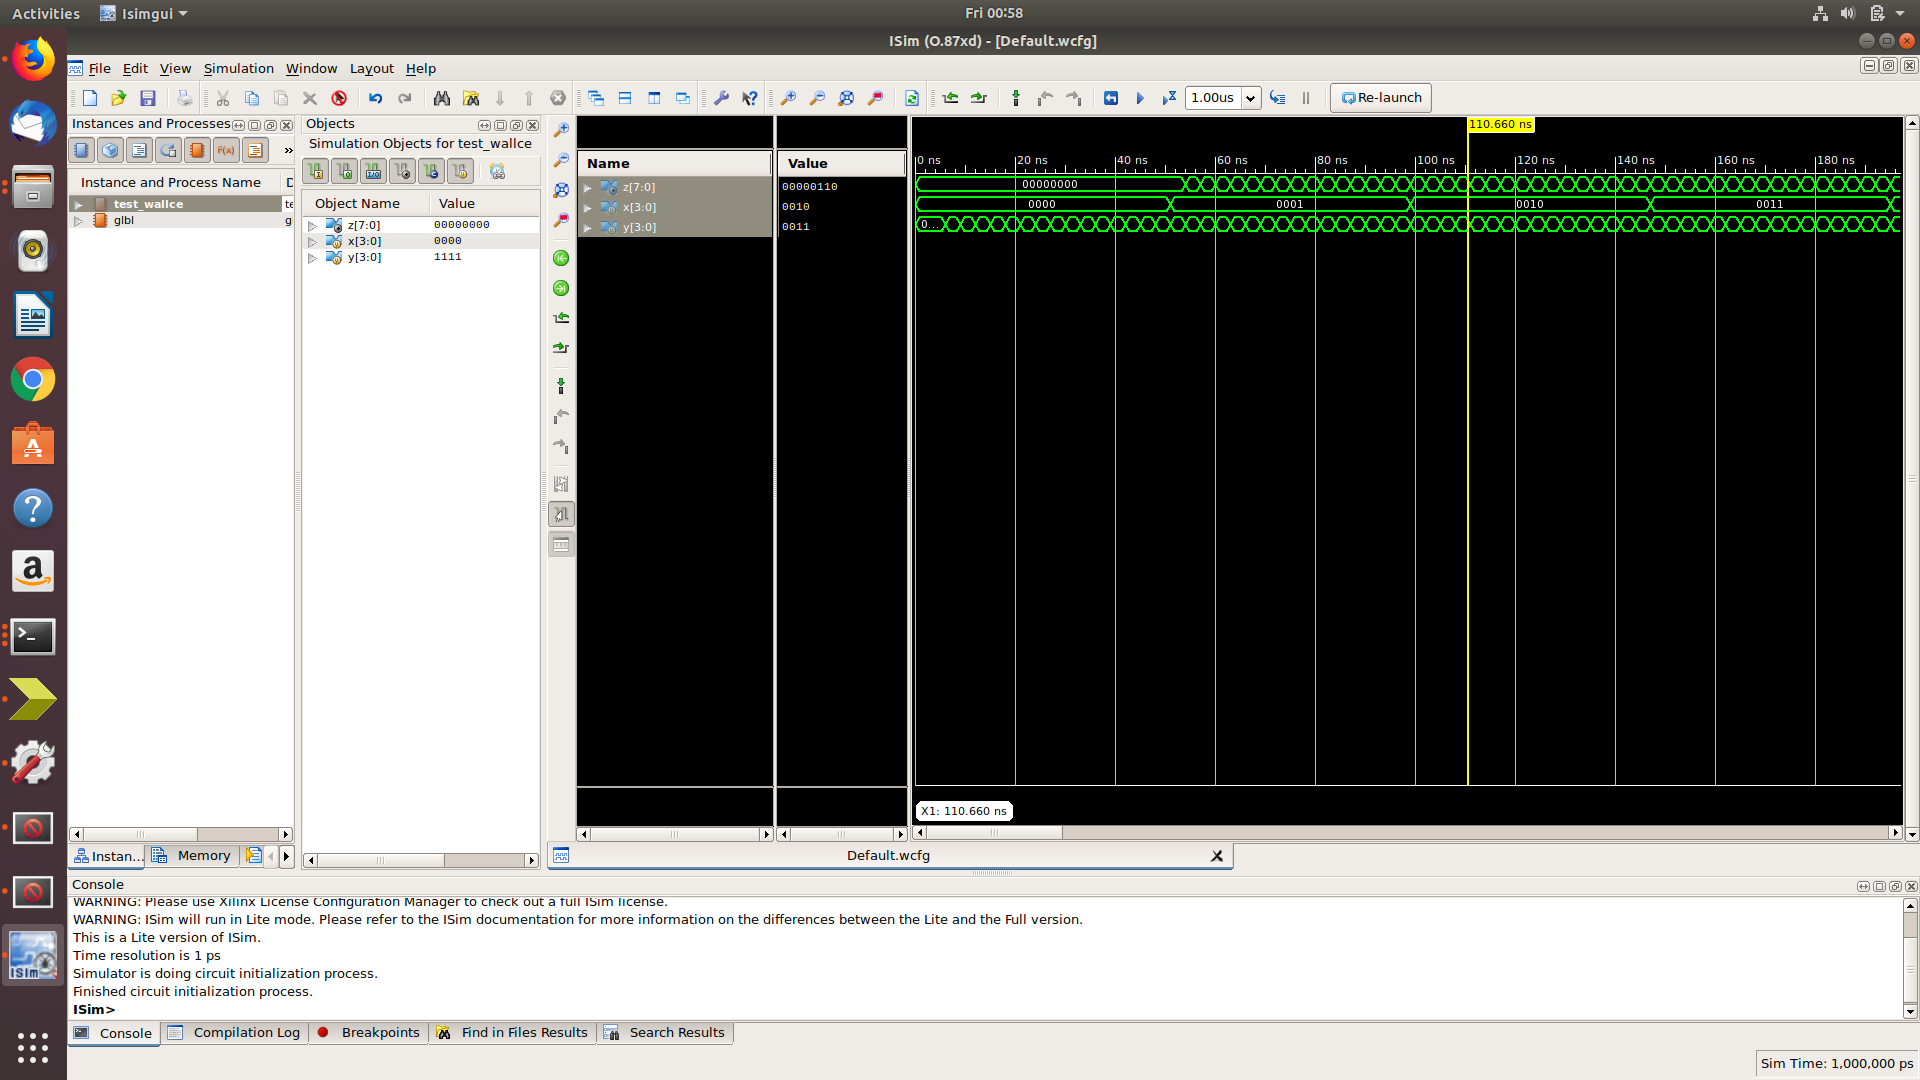 Activities
Isimgui
Fri 00:58
ISim (O.87xd) - [Default.wcfg]
File Edit View Simulation Window Layout Help
1.00us
Re-launch
Instances and Processes
Objects
Simulation Objects for test_wallce
f(x)
»
Instance and Process Name D
test_wallce te
glbl g
Object Name Value
z[7:0] 00000000
x[3:0] 0000
y[3:0] 1111
Name Value
z[7:0] 00000110
x[3:0] 0010
y[3:0] 0011
110.660 ns
0 ns 20 ns 40 ns 60 ns 80 ns 100 ns 120 ns 140 ns 160 ns 180 ns
00000000
0000 0001 0010 0011
0...
X1: 110.660 ns
Instan... Memory
Default.wcfg
Console
WARNING: Please use Xilinx License Configuration Manager to check out a full ISim license.
WARNING: ISim will run in Lite mode. Please refer to the ISim documentation for more information on the differences between the Lite and the Full version.
This is a Lite version of ISim.
Time resolution is 1 ps
Simulator is doing circuit initialization process.
Finished circuit initialization process.
ISim>
Console Compilation Log Breakpoints Find in Files Results Search Results
Sim Time: 1,000,000 ps
ISim